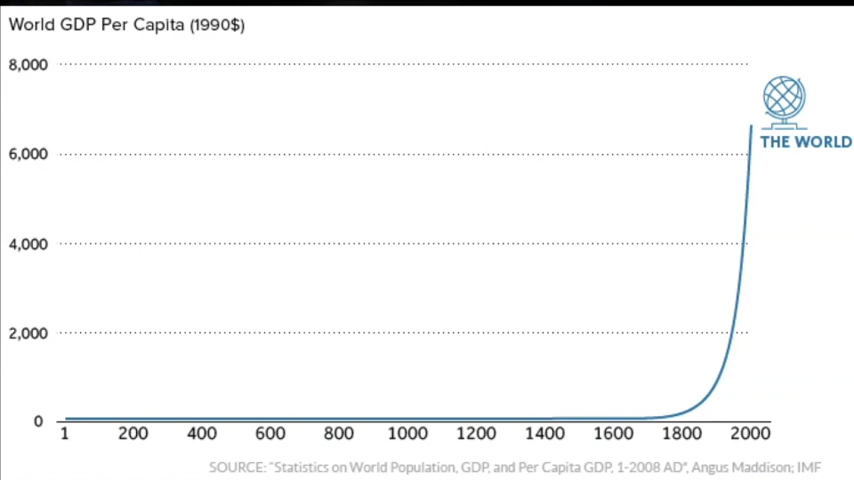 World GDP Per Capita (1990$)
8,000
6,000
THE WORLD
4,000
2,000
0
1 200 400 600 800 1000 1200 1400 1600 1800 2000
SOURCE: "Statistics on World Population, GDP, and Per Capita GDP, 1-2008 AD", Angus Maddison; IMF